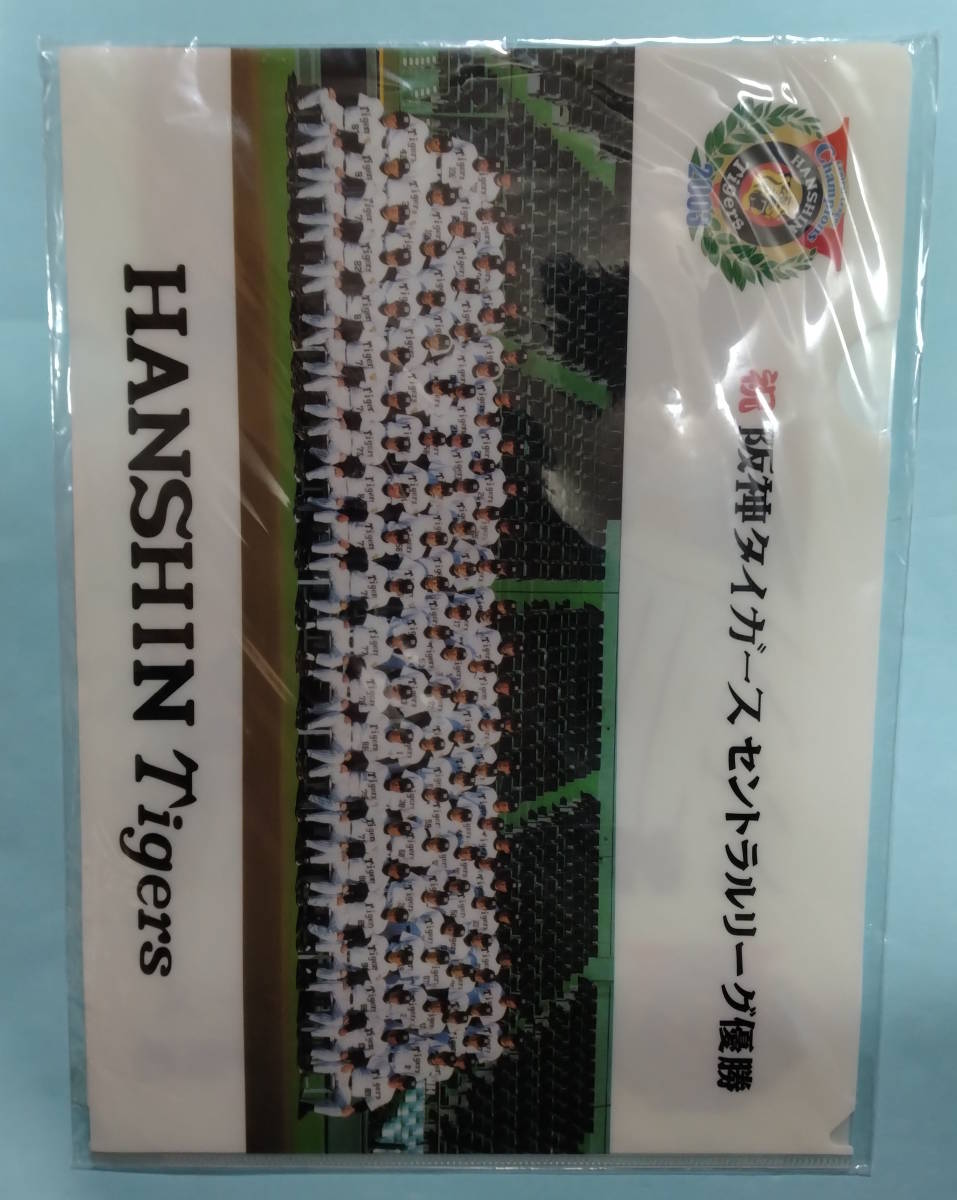 Champions
HANSHIN
Tigers
2005
祝 阪神タイガース セントラルリーグ優勝
HANSHIN Tigers